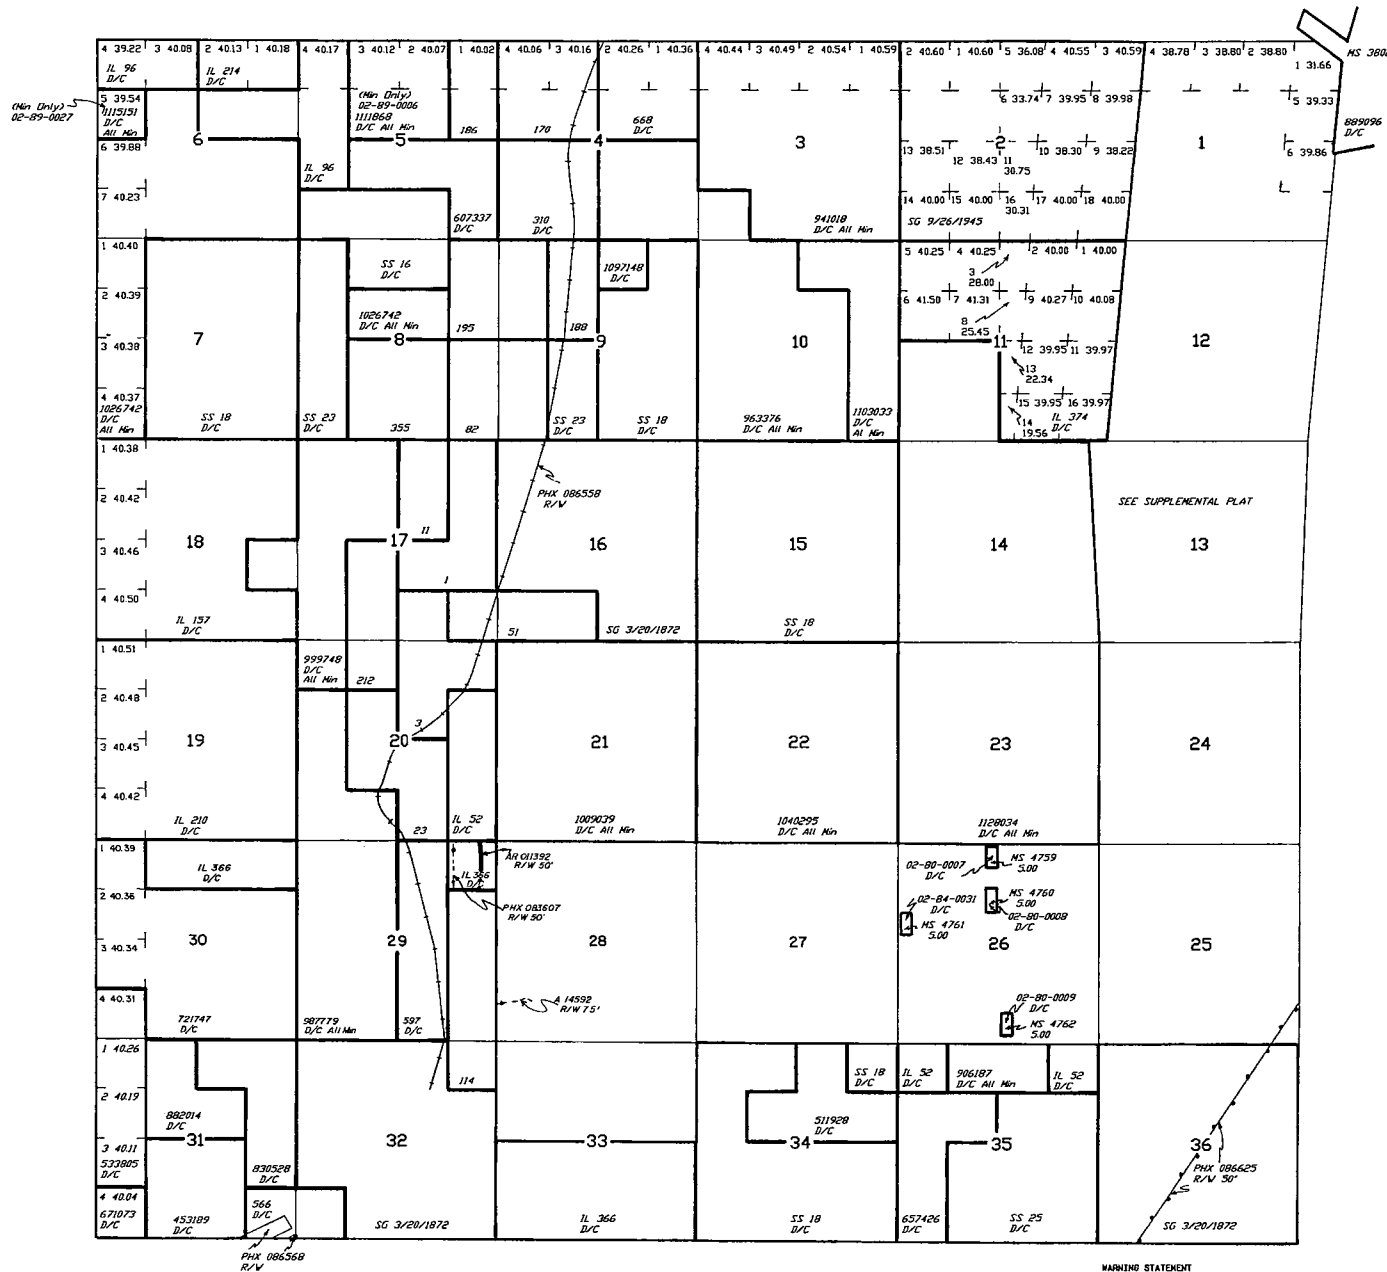 4 39.22 3 40.08 2 40.13 1 40.18 4 40.17 3 40.12 2 40.07 1 40.02 4 40.06 3 40.16 2 40.26 1 40.36 4 40.44 3 40.49 2 40.54 1 40.59 2 40.60 1 40.60 5 36.08 4 40.55 3 40.59 4 38.78 3 38.80 2 38.80
1 31.66
IL 96
D/C
IL 214
D/C
(Min Only)
02-89-0027
5 39.54
1115151
D/C
All Min
6
6 39.88
7 40.23
(Min Only)
02-89-0006
1111868
D/C All Min
5
IL 96
D/C
186
170
668
D/C
4
607337
D/C
310
D/C
3
941018
D/C All Min
6 33.74 7 39.95 8 39.98
13 38.51
2
10 38.30 9 38.22
12 38.43 11
30.75
14 40.00 15 40.00 16
30.31
17 40.00 18 40.00
SG 9/26/1945
1
5 39.33
6 39.86
889096
D/C
1 40.40
2 40.39
3 40.38
4 40.37
1026742
D/C
All Min
7
SS 18
D/C
SS 23
D/C
SS 16
D/C
1026742
D/C All Min
8
355
195
82
188
9
SS 23
D/C
1097148
D/C
SS 18
D/C
10
963376
D/C All Min
1103033
D/C
Al Min
5 40.25 4 40.25 2 40.00 1 40.00
3
28.00
6 41.50 7 41.31 9 40.27 10 40.08
8
25.45
11
12 39.95 11 39.97
13
22.34
15 39.95 16 39.97
14
19.56
IL 374
D/C
12
1 40.38
2 40.42
3 40.46
4 40.50
18
IL 157
D/C
17
11
1
51
PHX 086558
R/W
16
SG 3/20/1872
15
SS 18
D/C
14
SEE SUPPLEMENTAL PLAT
13
1 40.51
2 40.48
3 40.45
4 40.42
19
IL 210
D/C
999748
D/C
All Min
212
3
20
23
IL 52
D/C
21
1009039
D/C All Min
22
1040295
D/C All Min
23
1128034
D/C All Min
24
1 40.39
2 40.36
3 40.34
4 40.31
IL 366
D/C
30
721747
D/C
987779
D/C All Min
29
597
D/C
IL 366
D/C
AR 011392
R/W 50'
PHX 083607
R/W 50'
A 14592
R/W 75'
28
27
02-80-0007
D/C
MS 4759
5.00
02-84-0031
D/C
MS 4760
5.00
02-80-0008
D/C
MS 4761
5.00
26
02-80-0009
D/C
MS 4762
5.00
25
1 40.26
2 40.19
3 40.11
533805
D/C
4 40.04
671073
D/C
882014
D/C
31
453189
D/C
830528
D/C
566
D/C
PHX 086568
R/W
114
32
SG 3/20/1872
33
IL 366
D/C
SS 18
D/C
511928
D/C
34
SS 18
D/C
IL 52
D/C
906187
D/C All Min
IL 52
D/C
35
657426
D/C
SS 25
D/C
36
PHX 086625
R/W 50'
SG 3/20/1872
WARNING STATEMENT